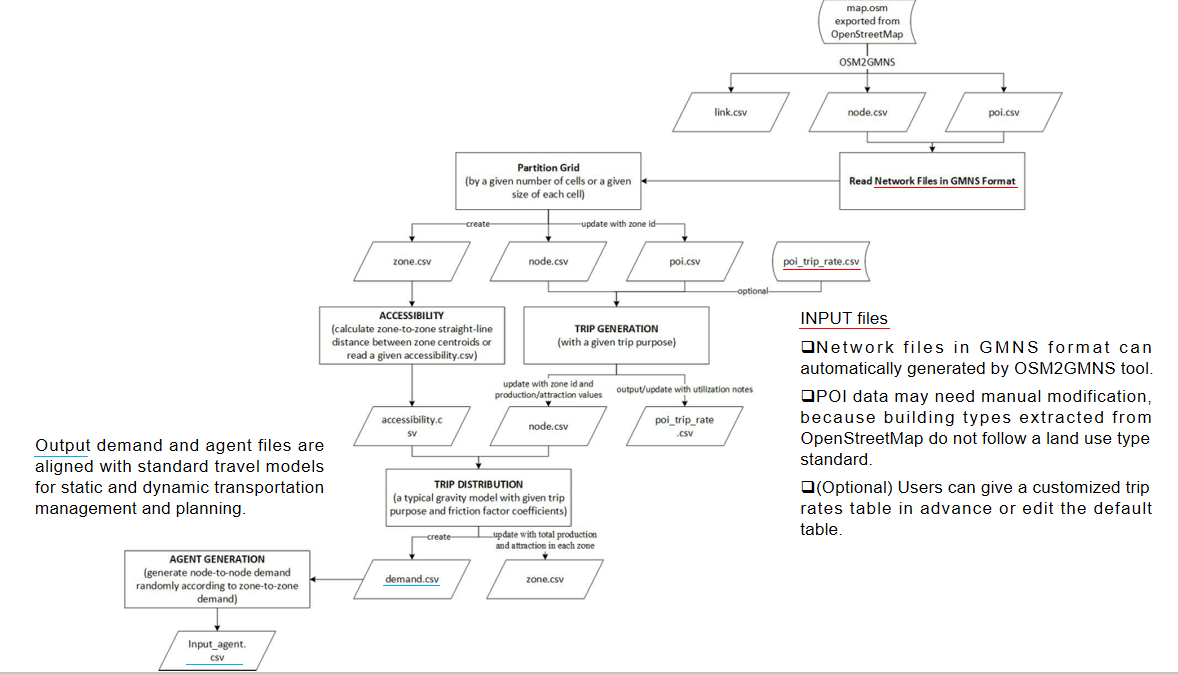 map.osm
exported from
OpenStreetMap
OSM2GMNS
link.csv
node.csv
poi.csv
Read Network Files in GMNS Format
Partition Grid
(by a given number of cells or a given
size of each cell)
create
update with zone id
zone.csv
node.csv
poi.csv
poi_trip_rate.csv
optional
ACCESSIBILITY
(calculate zone-to-zone straight-line
distance between zone centroids or
read a given accessibility.csv)
TRIP GENERATION
(with a given trip purpose)
update with zone id and
production/attraction values
output/update with utilization notes
accessibility.c
sv
node.csv
poi_trip_rate
.csv
TRIP DISTRIBUTION
(a typical gravity model with given trip
purpose and friction factor coefficients)
create
update with total production
and attraction in each zone
demand.csv
zone.csv
AGENT GENERATION
(generate node-to-node demand
randomly according to zone-to-zone
demand)
Input_agent.
csv
Output demand and agent files are
aligned with standard travel models
for static and dynamic transportation
management and planning.
INPUT files
❑Network files in GMNS format can
automatically generated by OSM2GMNS tool.
❑POI data may need manual modification,
because building types extracted from
OpenStreetMap do not follow a land use type
standard.
❑(Optional) Users can give a customized trip
rates table in advance or edit the default
table.